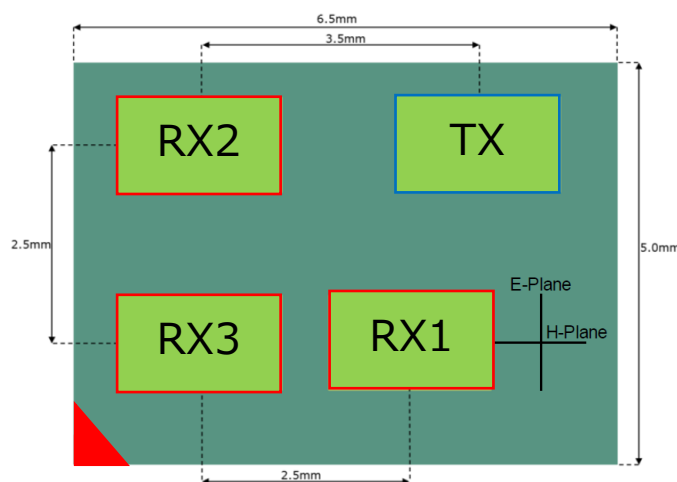 6.5mm
3.5mm
RX2
TX
2.5mm
5.0mm
E-Plane
H-Plane
RX3
RX1
2.5mm